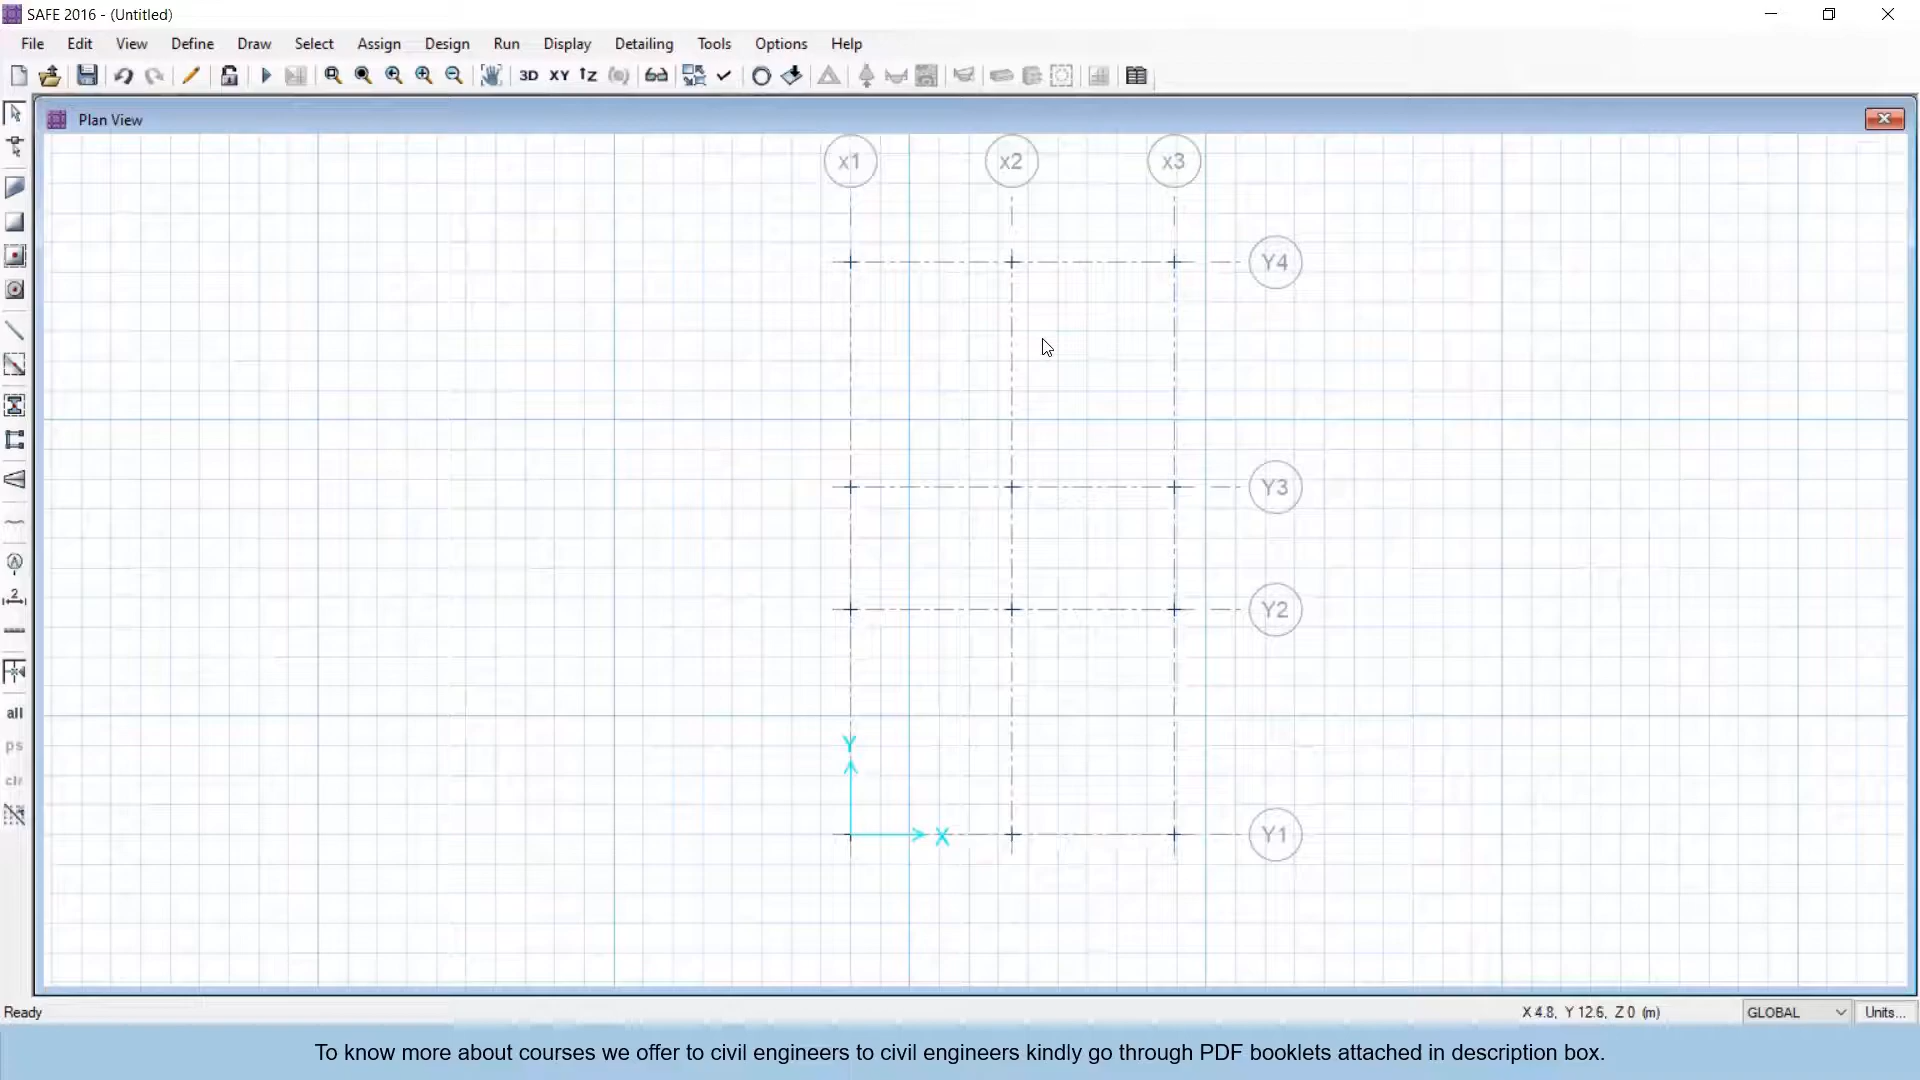 SAFE 2016 - (Untitled)
File Edit View Define Draw Select Assign Design Run Display Detailing Tools Options Help
3D XY
Plan View
x1 x2 x3
Y4
Y3
Y2
Y
X
Y1
2
all
ps
clr
Ready
X 4.8, Y 12.6, Z 0 (m)
GLOBAL
Units...
To know more about courses we offer to civil engineers to civil engineers kindly go through PDF booklets attached in description box.